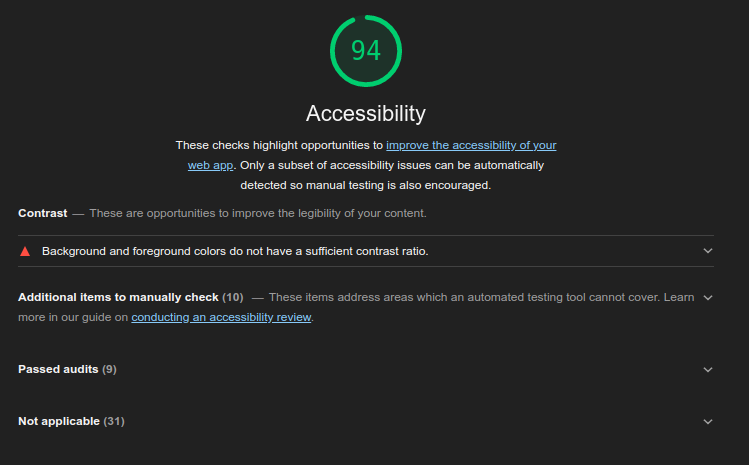 94
Accessibility
These checks highlight opportunities to improve the accessibility of your
web app. Only a subset of accessibility issues can be automatically
detected so manual testing is also encouraged.
Contrast — These are opportunities to improve the legibility of your content.
Background and foreground colors do not have a sufficient contrast ratio.
Additional items to manually check (10) — These items address areas which an automated testing tool cannot cover. Learn
more in our guide on conducting an accessibility review.
Passed audits (9)
Not applicable (31)